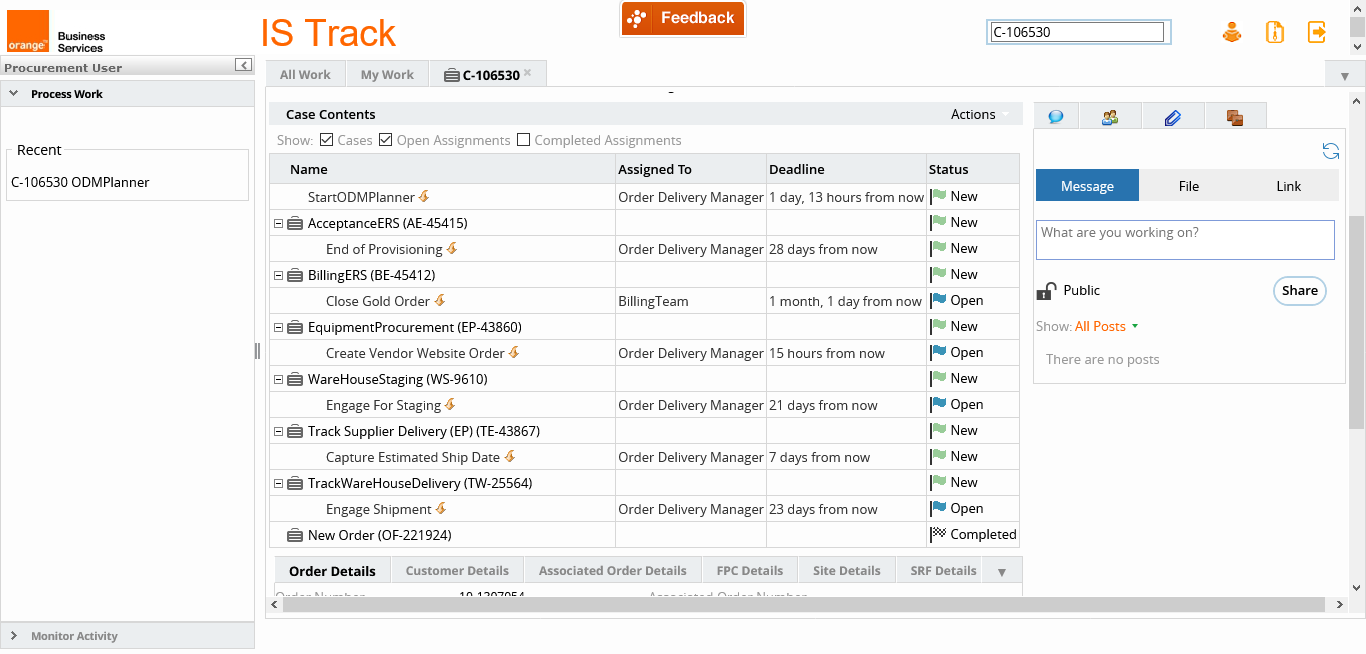 orange™
Business
Services
IS Track
Feedback
C-106530
Procurement User
Process Work
Recent
C-106530 ODMPlanner
Monitor Activity
All Work
My Work
C-106530
Case Contents
Actions
Show: Cases Open Assignments Completed Assignments
Name Assigned To Deadline Status
StartODMPlanner Order Delivery Manager 1 day, 13 hours from now New
AcceptanceERS (AE-45415) New
End of Provisioning Order Delivery Manager 28 days from now New
BillingERS (BE-45412) New
Close Gold Order BillingTeam 1 month, 1 day from now Open
EquipmentProcurement (EP-43860) New
Create Vendor Website Order Order Delivery Manager 15 hours from now Open
WareHouseStaging (WS-9610) New
Engage For Staging Order Delivery Manager 21 days from now Open
Track Supplier Delivery (EP) (TE-43867) New
Capture Estimated Ship Date Order Delivery Manager 7 days from now New
TrackWareHouseDelivery (TW-25564) New
Engage Shipment Order Delivery Manager 23 days from now Open
New Order (OF-221924) Completed
Order Details Customer Details Associated Order Details FPC Details Site Details SRF Details
Order Number Associated Order Number
Message File Link
What are you working on?
Public Share
Show: All Posts
There are no posts